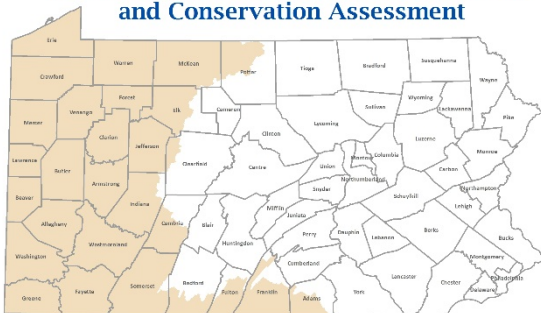 and Conservation Assessment
Erie
Warren
McKean
Potter
Tioga
Bradford
Susquehanna
Wayne
Crawford
Forest
Elk
Cameron
Sullivan
Wyoming
Lackawanna
Pike
Mercer
Venango
Clarion
Jefferson
Clinton
Lycoming
Luzerne
Monroe
Lawrence
Butler
Clearfield
Centre
Union
Montour
Columbia
Carbon
Beaver
Armstrong
Indiana
Snyder
Northumberland
Schuylkill
Northampton
Lehigh
Allegheny
Cambria
Blair
Mifflin
Juniata
Perry
Dauphin
Lebanon
Berks
Bucks
Washington
Westmoreland
Huntingdon
Cumberland
Montgomery
Greene
Fayette
Somerset
Bedford
Fulton
Franklin
Adams
York
Lancaster
Chester
Delaware
Philadelphia